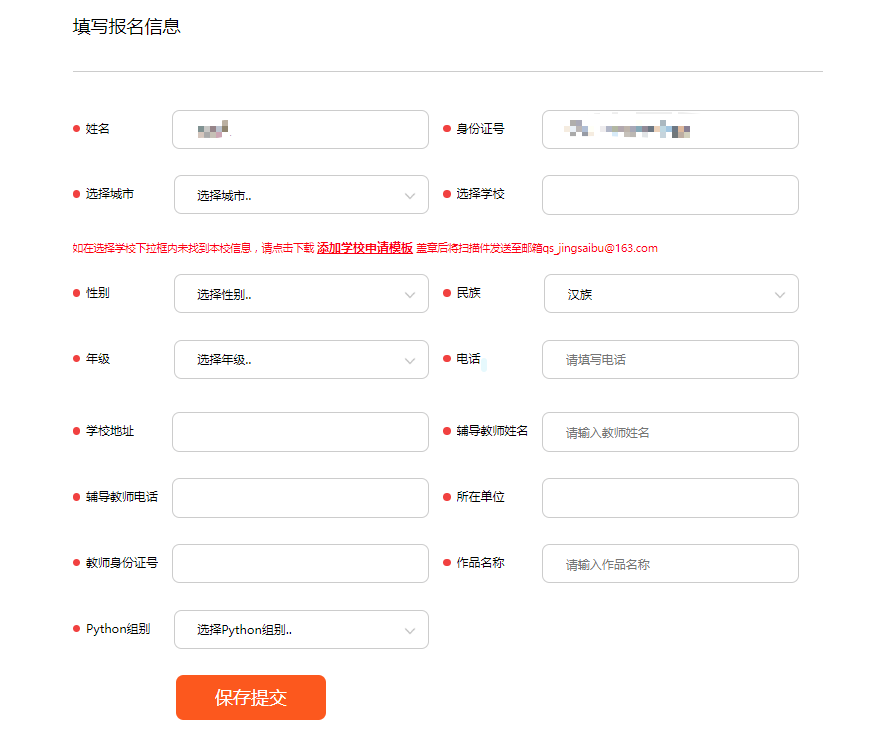 填写报名信息
姓名 身份证号
选择城市 选择城市.. 选择学校
如在选择学校下拉框内未找到本校信息，请点击下载 添加学校申请模板 盖章后将扫描件发送至邮箱qs_jingsaibu@163.com
性别 选择性别.. 民族 汉族
年级 选择年级.. 电话 请填写电话
学校地址 辅导教师姓名 请输入教师姓名
辅导教师电话 所在单位
教师身份证号 作品名称 请输入作品名称
Python组别 选择Python组别..
保存提交